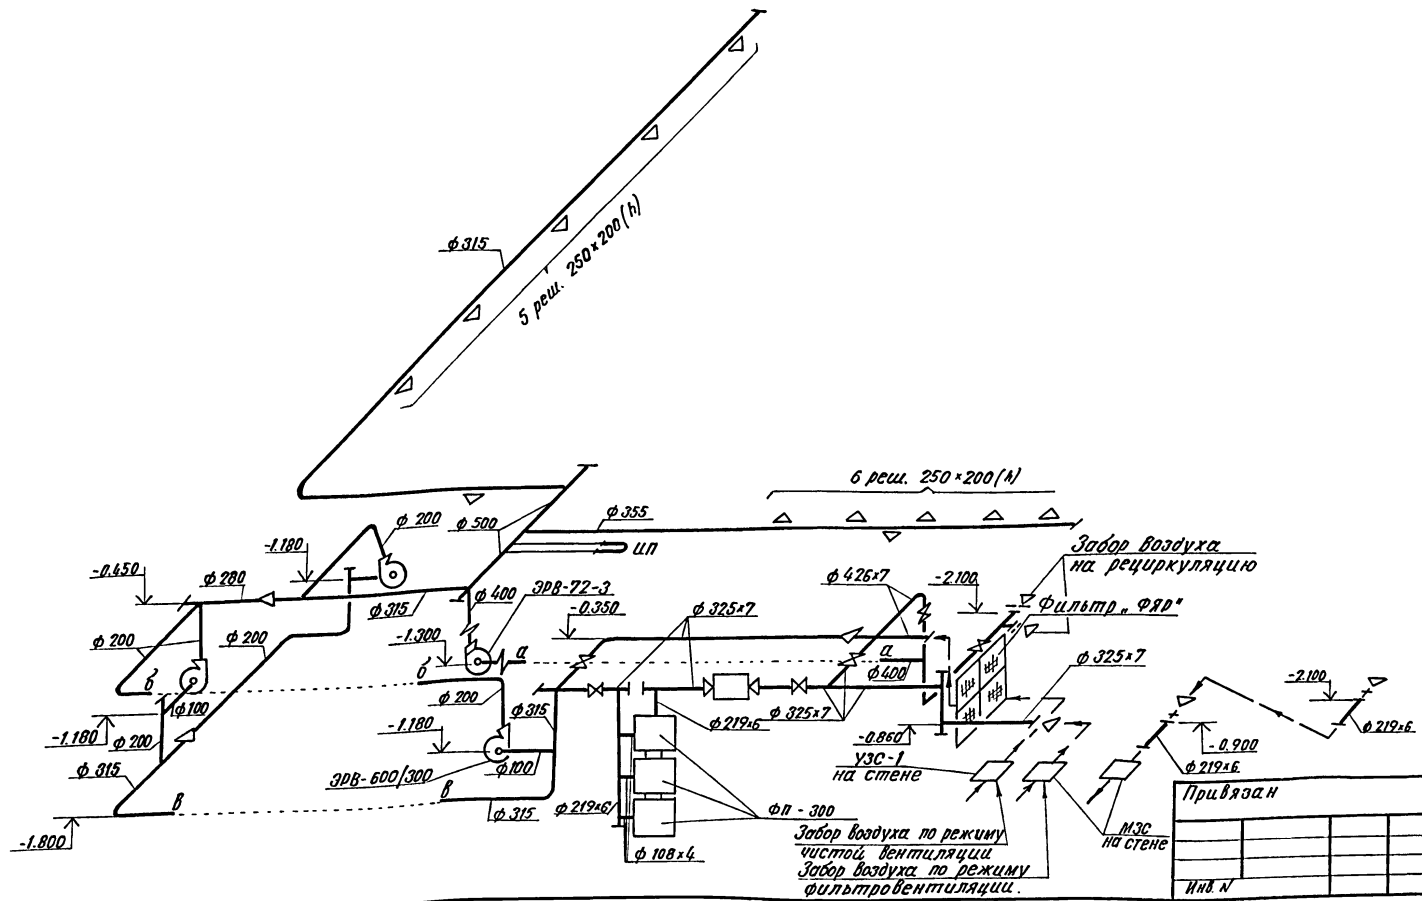 ф 315
5 реш. 250×200(h)
6 реш. 250×200(h)
ф 200
ф 500
ф 355
ип
-1.180
-0.450
ф 280
ф 315
ф 400
ЭРВ-72-3
ф 426×7
-2.100
Забор воздуха
на рециркуляцию
Фильтр „ФЯР"
-0.350
ф 325×7
ф 200
ф 200
-1.300
а
а
ф 400
ф 325×7
б
б
ф 200
ф 100
-1.180
ф 200
ф 315
-1.180
ф 315
ф 219×6
ф 325×7
-0.860
-2.100
ф 219×6
-0.900
ф 219×6
ф 100
ЭРВ-600/300
УЗС-1
на стене
в
в
-1.800
ф 315
ф 219×6
ФП-300
ф 108×4
МЗС
на стене
Забор воздуха по режиму
чистой вентиляции
Забор воздуха по режиму
фильтровентиляции.
Привязан
Инв. N